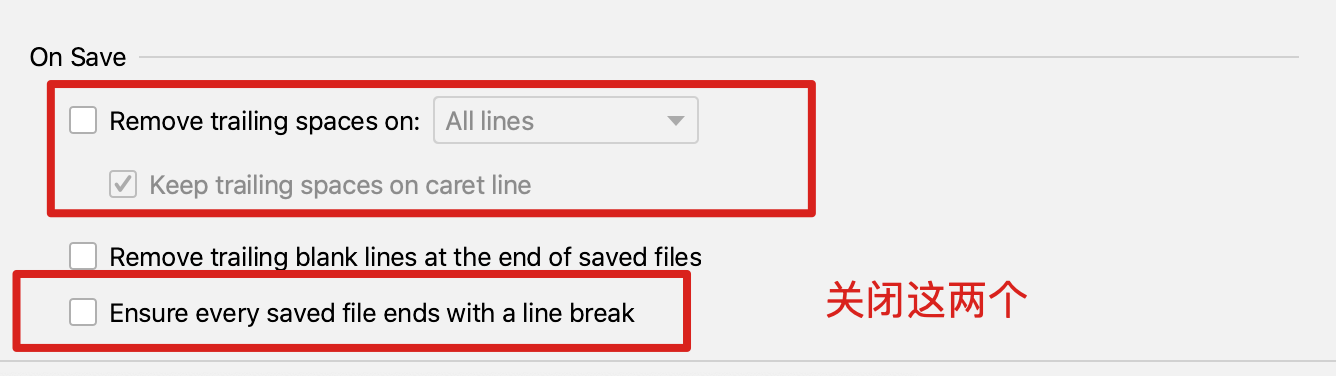 On Save
Remove trailing spaces on: All lines
Keep trailing spaces on caret line
Remove trailing blank lines at the end of saved files
Ensure every saved file ends with a line break
关闭这两个